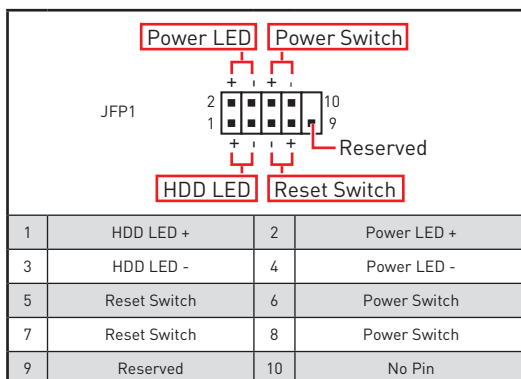 Power LED Power Switch
+ - + -
2 10
JFP1
1 9
+ - - +
Reserved
HDD LED Reset Switch
1 HDD LED + 2 Power LED +
3 HDD LED - 4 Power LED -
5 Reset Switch 6 Power Switch
7 Reset Switch 8 Power Switch
9 Reserved 10 No Pin